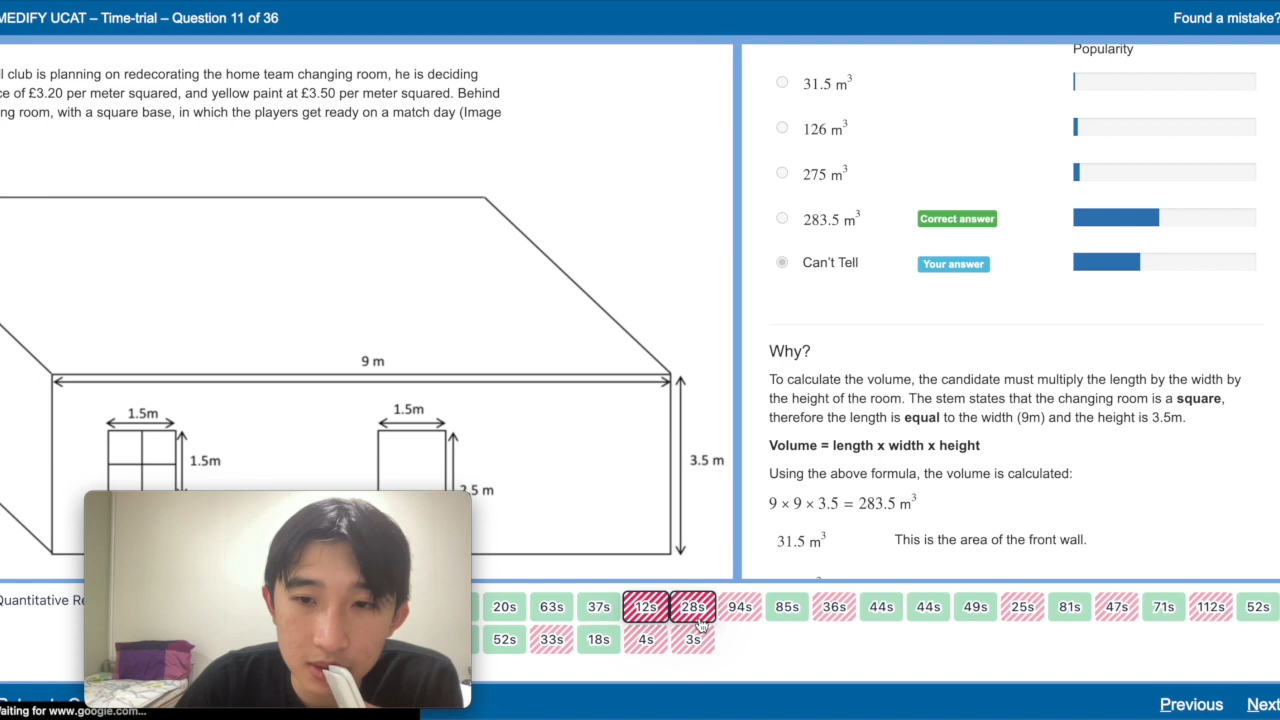 MEDIFY UCAT – Time-trial – Question 11 of 36
Found a mistake?
ll club is planning on redecorating the home team changing room, he is deciding
ce of £3.20 per meter squared, and yellow paint at £3.50 per meter squared. Behind
ng room, with a square base, in which the players get ready on a match day (Image
9 m
1.5m
1.5m
1.5m
2.5 m
3.5 m
Popularity
31.5 m³
126 m³
275 m³
283.5 m³ Correct answer
Can't Tell Your answer
Why?
To calculate the volume, the candidate must multiply the length by the width by
the height of the room. The stem states that the changing room is a square,
therefore the length is equal to the width (9m) and the height is 3.5m.
Volume = length x width x height
Using the above formula, the volume is calculated:
9 × 9 × 3.5 = 283.5 m³
31.5 m³ This is the area of the front wall.
Quantitative Re
20s 63s 37s 12s 28s 94s 85s 36s 44s 44s 49s 25s 81s 47s 71s 112s 52s
52s 33s 18s 4s 3s
Waiting for www.google.com...
Previous
Next